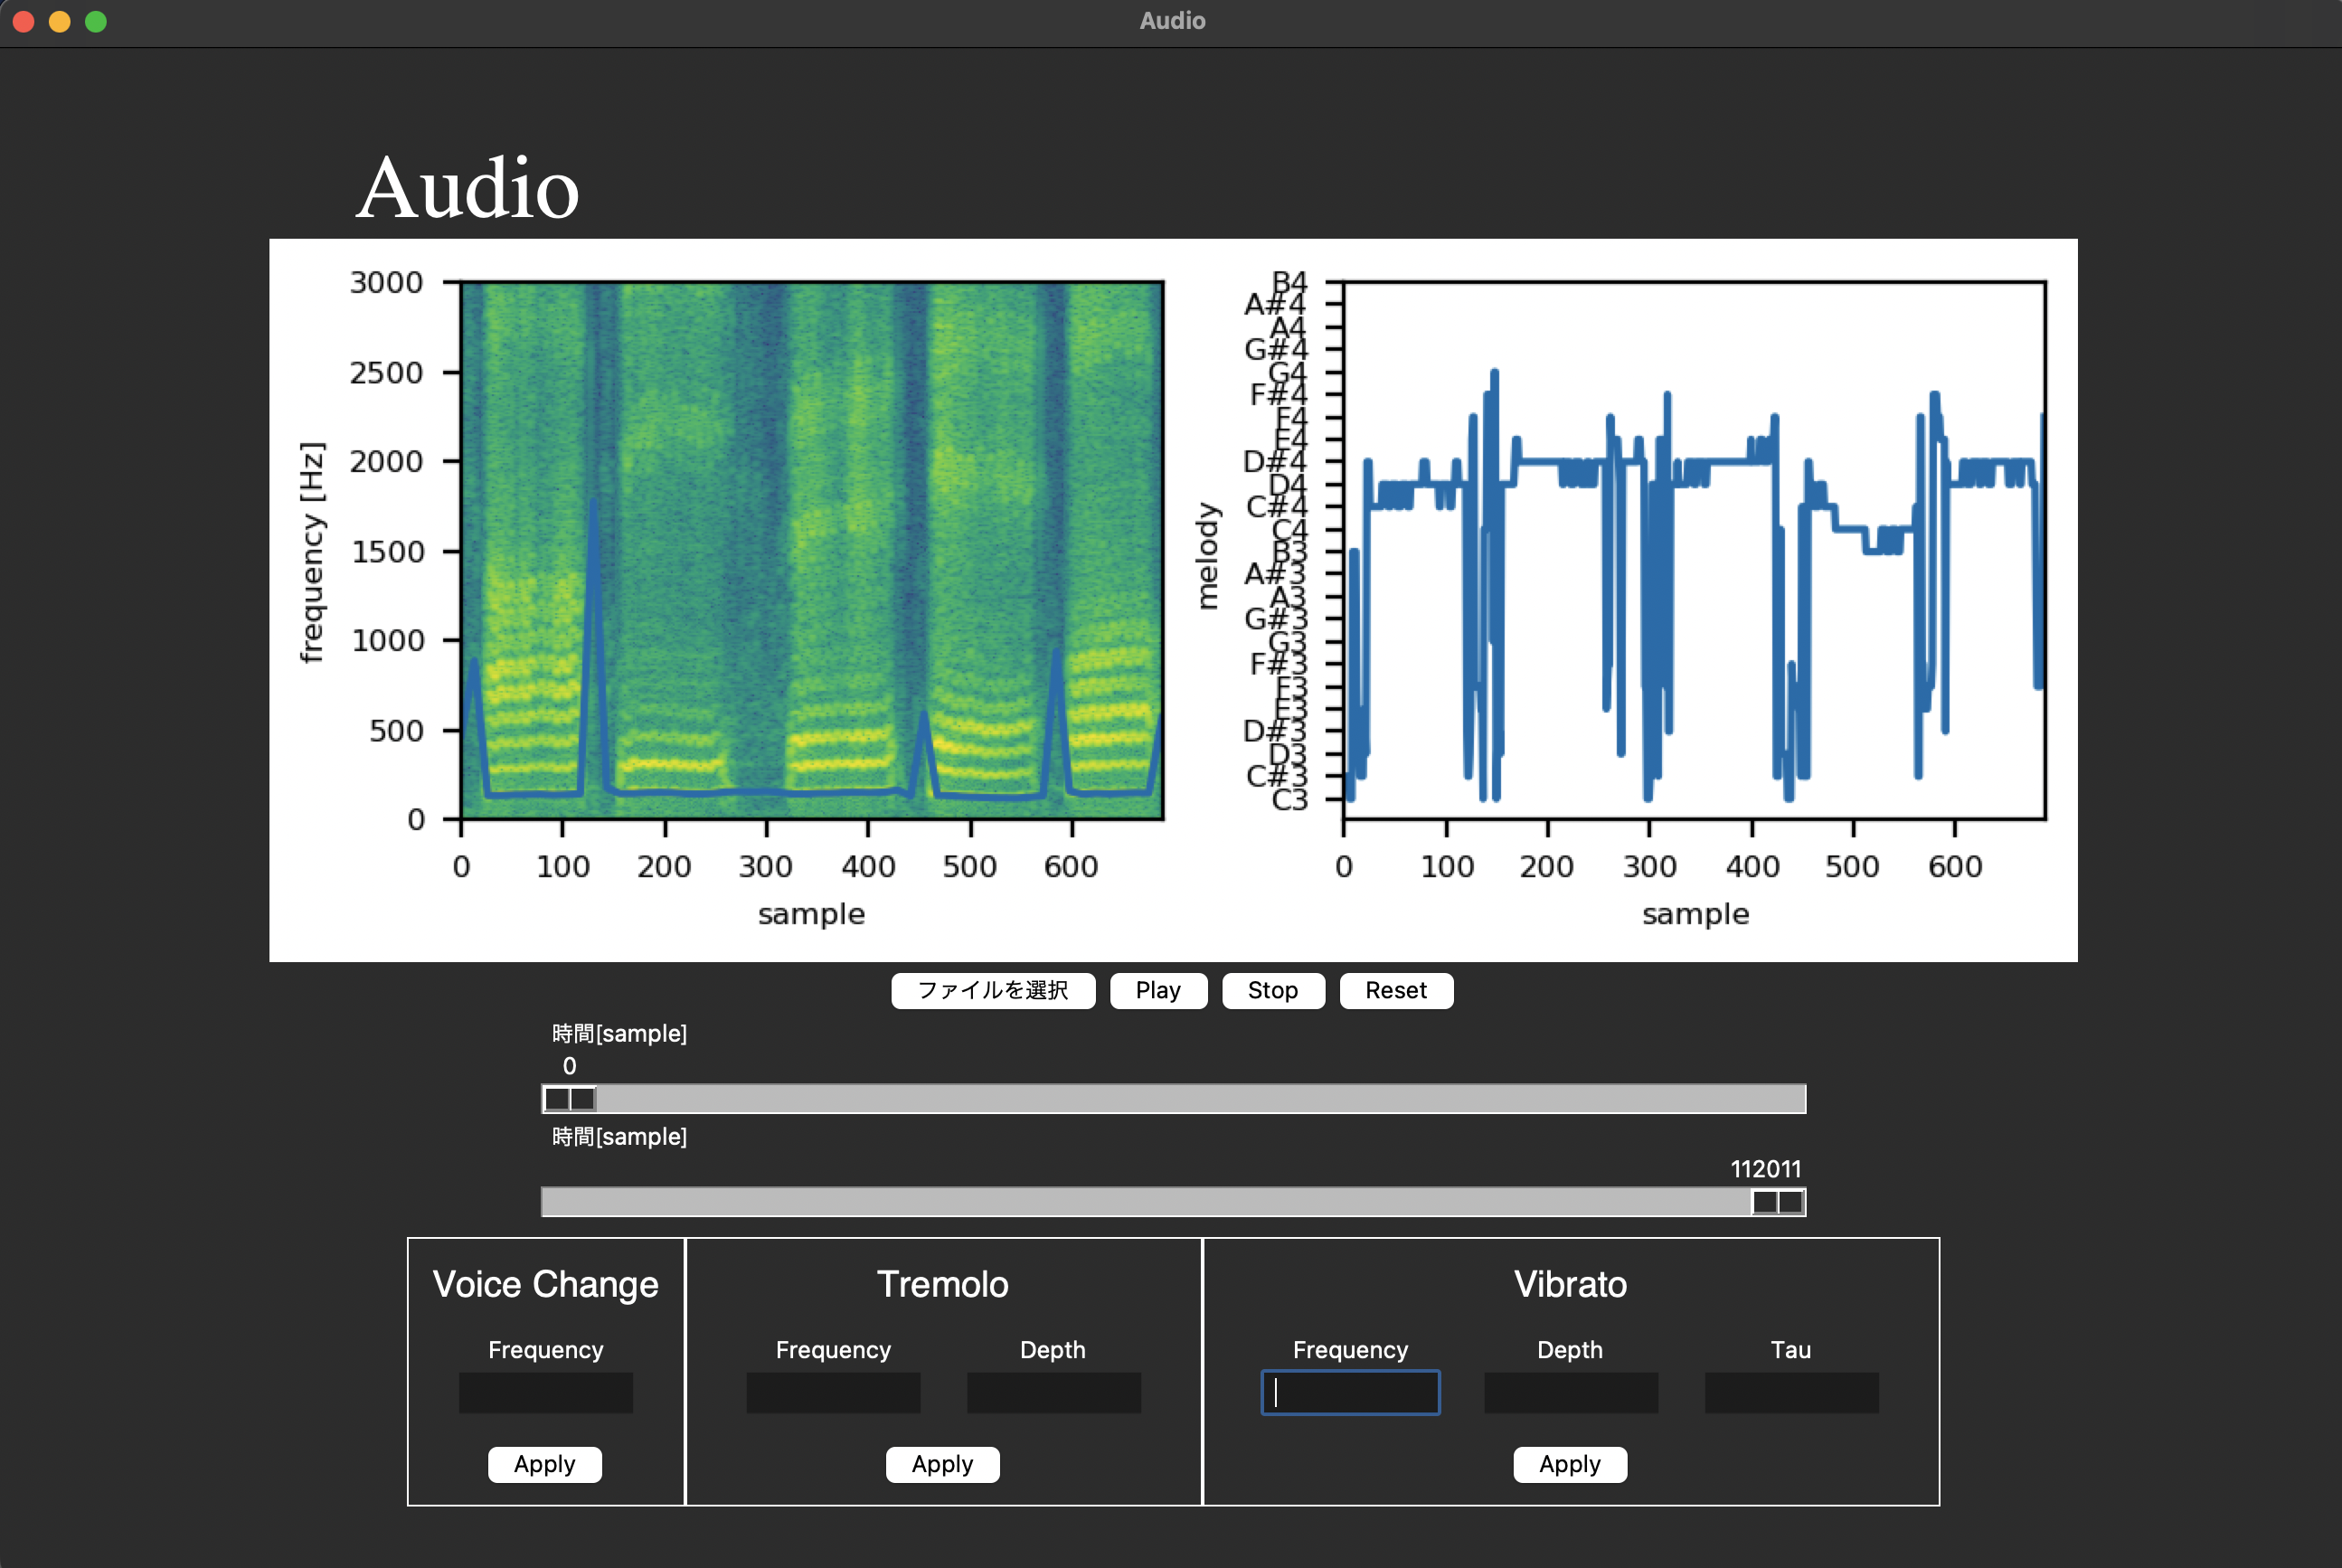 Audio
Audio
3000
2500
2000
1500
1000
500
0
frequency [Hz]
0 100 200 300 400 500 600
sample
B4
A#4
A4
G#4
G4
F#4
F4
E4
D#4
D4
C#4
C4
B3
A#3
A3
G#3
G3
F#3
F3
E3
D#3
D3
C#3
C3
melody
0 100 200 300 400 500 600
sample
ファイルを選択 Play Stop Reset
時間[sample]
0
時間[sample]
112011
Voice Change
Frequency
Apply
Tremolo
Frequency Depth
Apply
Vibrato
Frequency Depth Tau
Apply